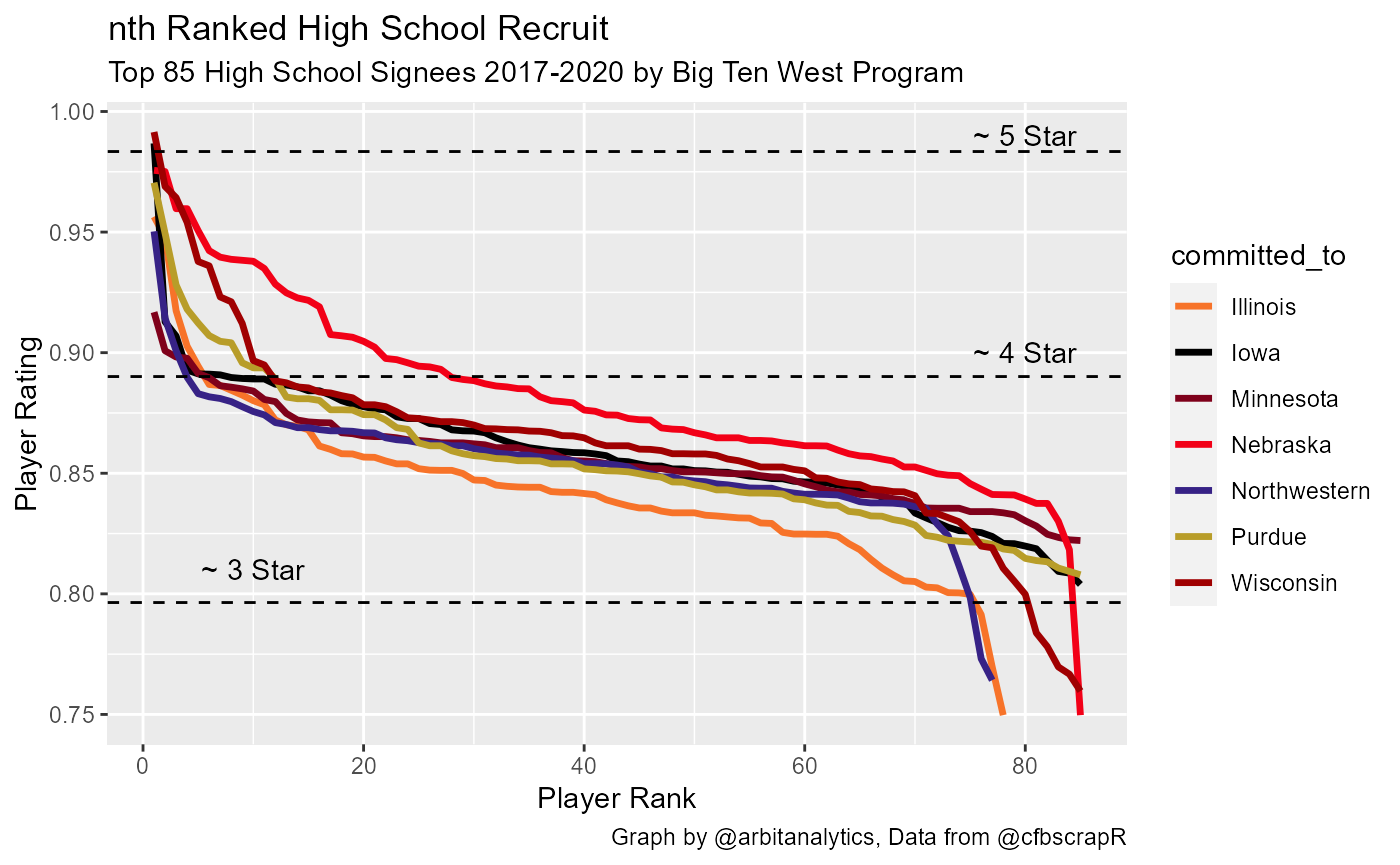 nth Ranked High School Recruit
Top 85 High School Signees 2017-2020 by Big Ten West Program
1.00
0.95
0.90
0.85
0.80
0.75
Player Rating
~ 5 Star
~ 4 Star
~ 3 Star
0
20
40
60
80
Player Rank
committed_to
Illinois
Iowa
Minnesota
Nebraska
Northwestern
Purdue
Wisconsin
Graph by @arbitanalytics, Data from @cfbscrapR